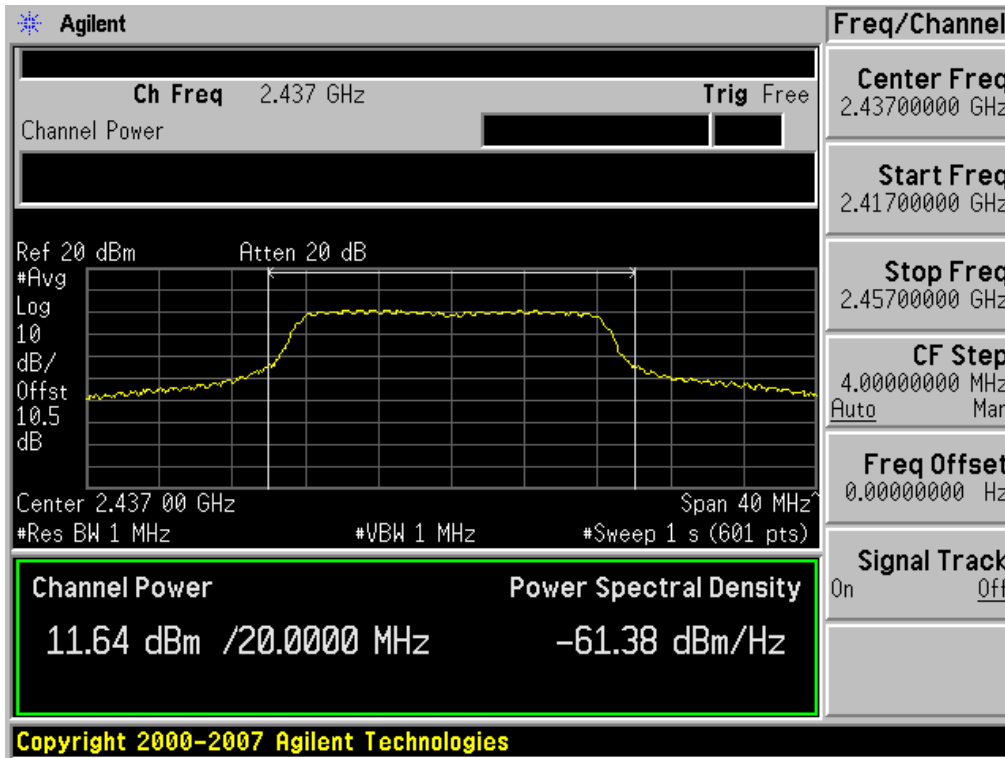 Agilent
Freq/Channel
Ch Freq 2.437 GHz Trig Free
Channel Power
Ref 20 dBm Atten 20 dB
#Avg
Log
10
dB/
Offst
10.5
dB
Center 2.437 00 GHz Span 40 MHz^
#Res BW 1 MHz #VBW 1 MHz #Sweep 1 s (601 pts)
Channel Power Power Spectral Density
11.64 dBm /20.0000 MHz -61.38 dBm/Hz
Copyright 2000-2007 Agilent Technologies
Center Freq
2.43700000 GHz
Start Freq
2.41700000 GHz
Stop Freq
2.45700000 GHz
CF Step
4.00000000 MHz
Auto Man
Freq Offset
0.00000000 Hz
Signal Track
On Off